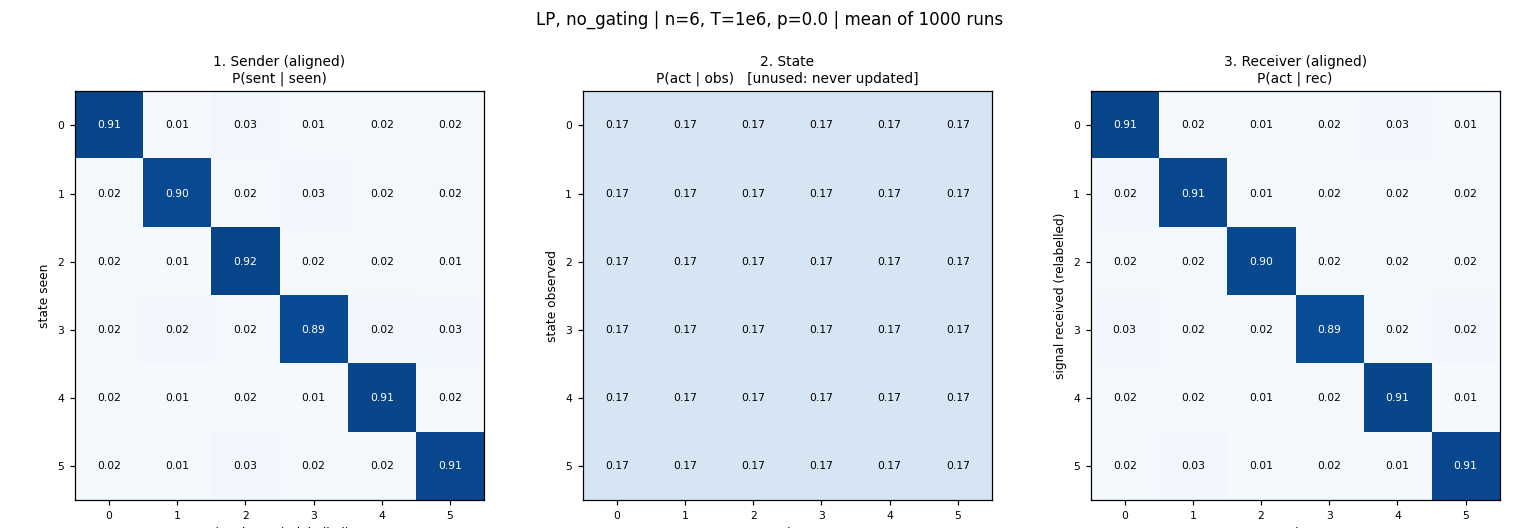 LP, no_gating | n=6, T=1e6, p=0.0 | mean of 1000 runs
1. Sender (aligned)
P(sent | seen)
state seen
0 0.91 0.01 0.03 0.01 0.02 0.02
1 0.02 0.90 0.02 0.03 0.02 0.02
2 0.02 0.01 0.92 0.02 0.02 0.01
3 0.02 0.02 0.02 0.89 0.02 0.03
4 0.02 0.01 0.02 0.01 0.91 0.02
5 0.02 0.01 0.03 0.02 0.02 0.91
0 1 2 3 4 5
2. State
P(act | obs) [unused: never updated]
state observed
0 0.17 0.17 0.17 0.17 0.17 0.17
1 0.17 0.17 0.17 0.17 0.17 0.17
2 0.17 0.17 0.17 0.17 0.17 0.17
3 0.17 0.17 0.17 0.17 0.17 0.17
4 0.17 0.17 0.17 0.17 0.17 0.17
5 0.17 0.17 0.17 0.17 0.17 0.17
0 1 2 3 4 5
3. Receiver (aligned)
P(act | rec)
signal received (relabelled)
0 0.91 0.02 0.01 0.02 0.03 0.01
1 0.02 0.91 0.01 0.02 0.02 0.02
2 0.02 0.02 0.90 0.02 0.02 0.02
3 0.03 0.02 0.02 0.89 0.02 0.02
4 0.02 0.02 0.01 0.02 0.91 0.01
5 0.02 0.03 0.01 0.02 0.01 0.91
0 1 2 3 4 5